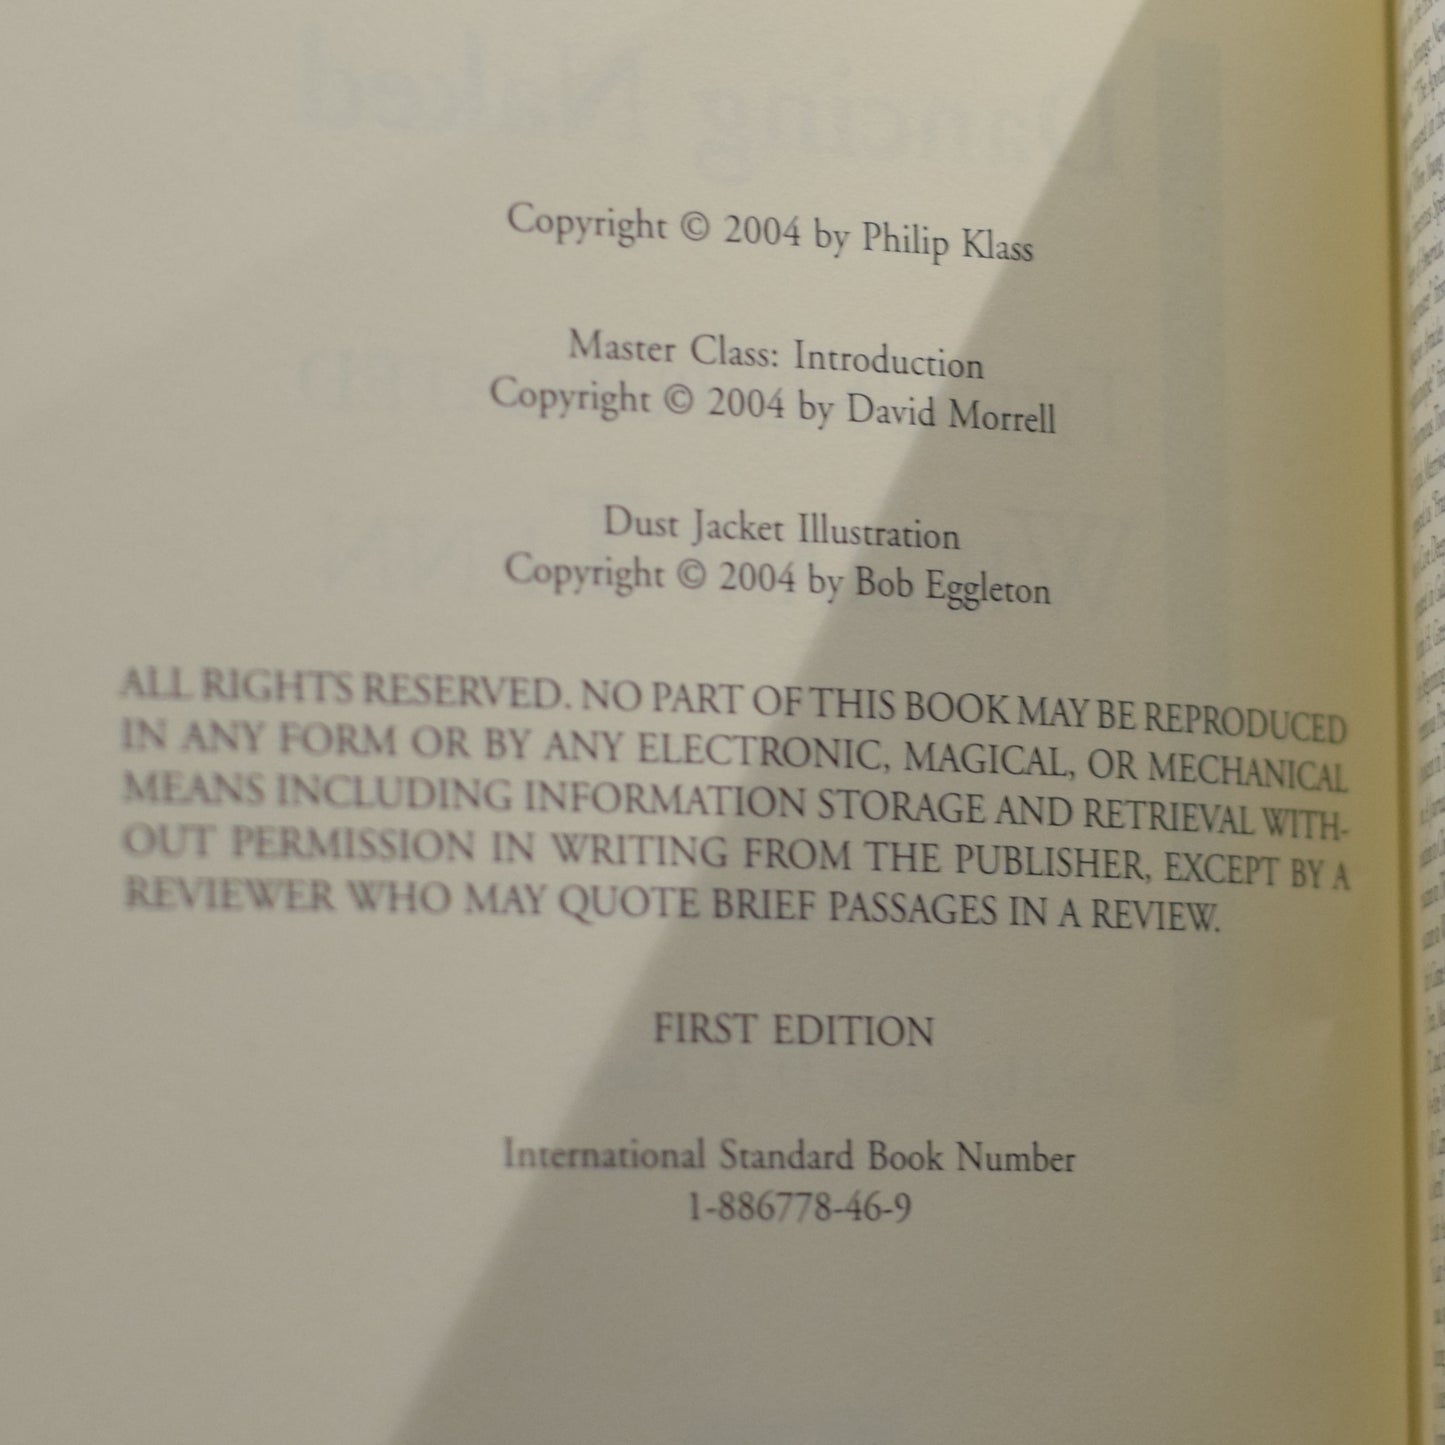 Dancing Naked
Copyright © 2004 by Philip Klass
Master Class: Introduction
Copyright © 2004 by David Morrell
Dust Jacket Illustration
Copyright © 2004 by Bob Eggleton
ALL RIGHTS RESERVED. NO PART OF THIS BOOK MAY BE REPRODUCED
IN ANY FORM OR BY ANY ELECTRONIC, MAGICAL, OR MECHANICAL
MEANS INCLUDING INFORMATION STORAGE AND RETRIEVAL WITH-
OUT PERMISSION IN WRITING FROM THE PUBLISHER, EXCEPT BY A
REVIEWER WHO MAY QUOTE BRIEF PASSAGES IN A REVIEW.
FIRST EDITION
International Standard Book Number
1-886778-46-9